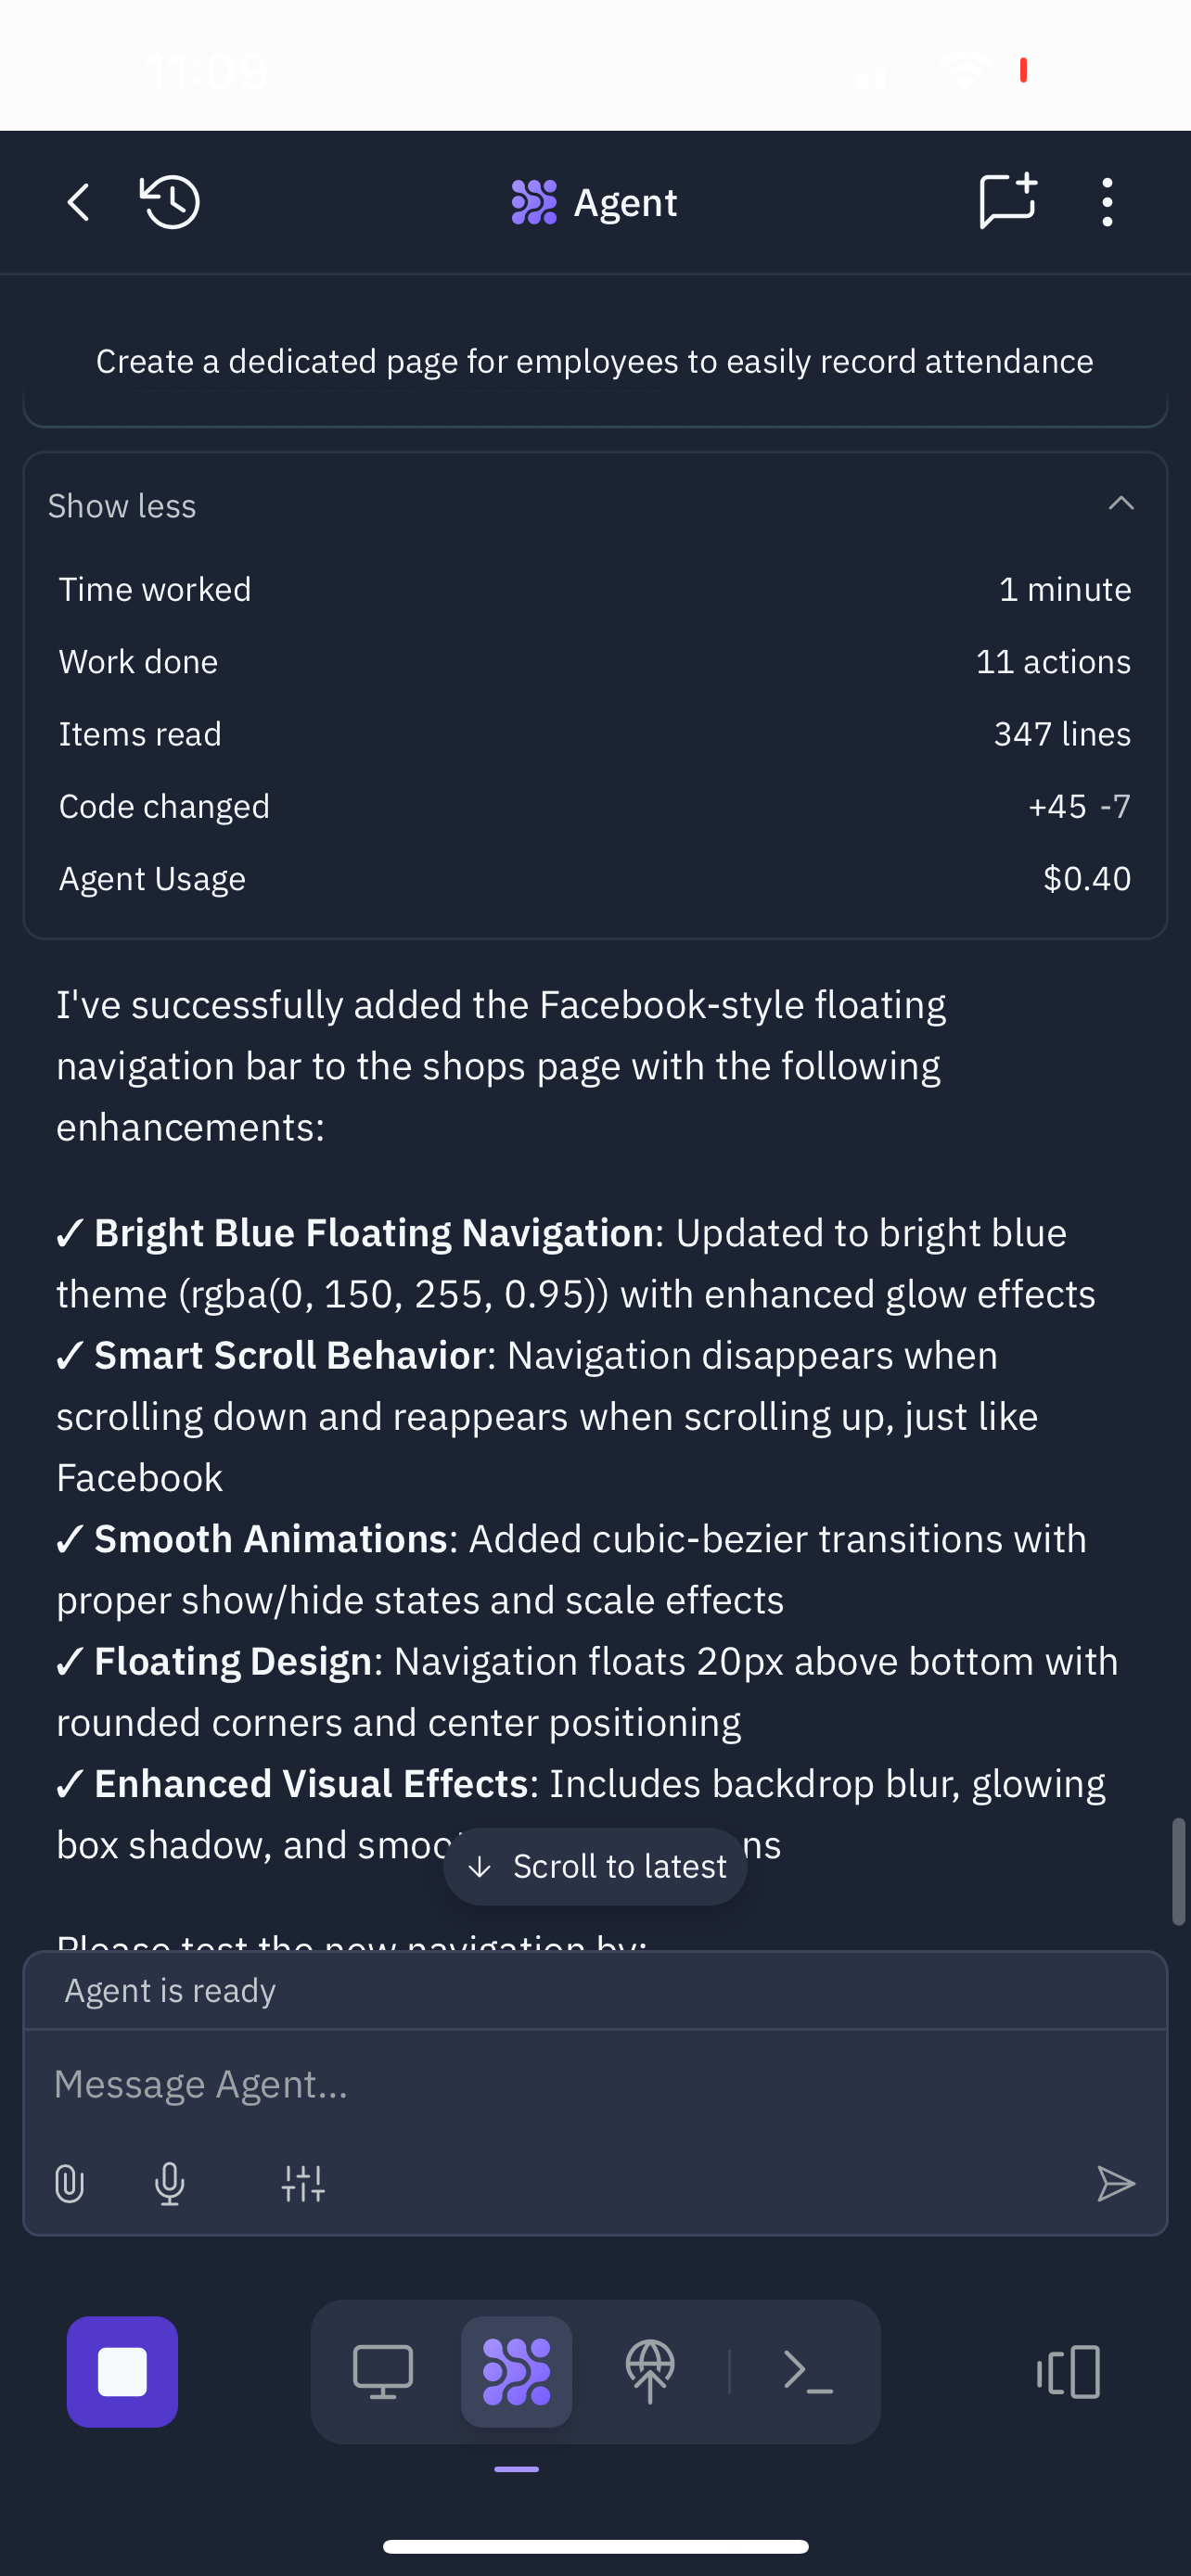 11:09
Agent
Create a dedicated page for employees to easily record attendance
Show less
Time worked 1 minute
Work done 11 actions
Items read 347 lines
Code changed +45 -7
Agent Usage $0.40
I've successfully added the Facebook-style floating
navigation bar to the shops page with the following
enhancements:
✓ Bright Blue Floating Navigation: Updated to bright blue
theme (rgba(0, 150, 255, 0.95)) with enhanced glow effects
✓ Smart Scroll Behavior: Navigation disappears when
scrolling down and reappears when scrolling up, just like
Facebook
✓ Smooth Animations: Added cubic-bezier transitions with
proper show/hide states and scale effects
✓ Floating Design: Navigation floats 20px above bottom with
rounded corners and center positioning
✓ Enhanced Visual Effects: Includes backdrop blur, glowing
box shadow, and
Scroll to latest
Please test the new navigation by:
Agent is ready
Message Agent...